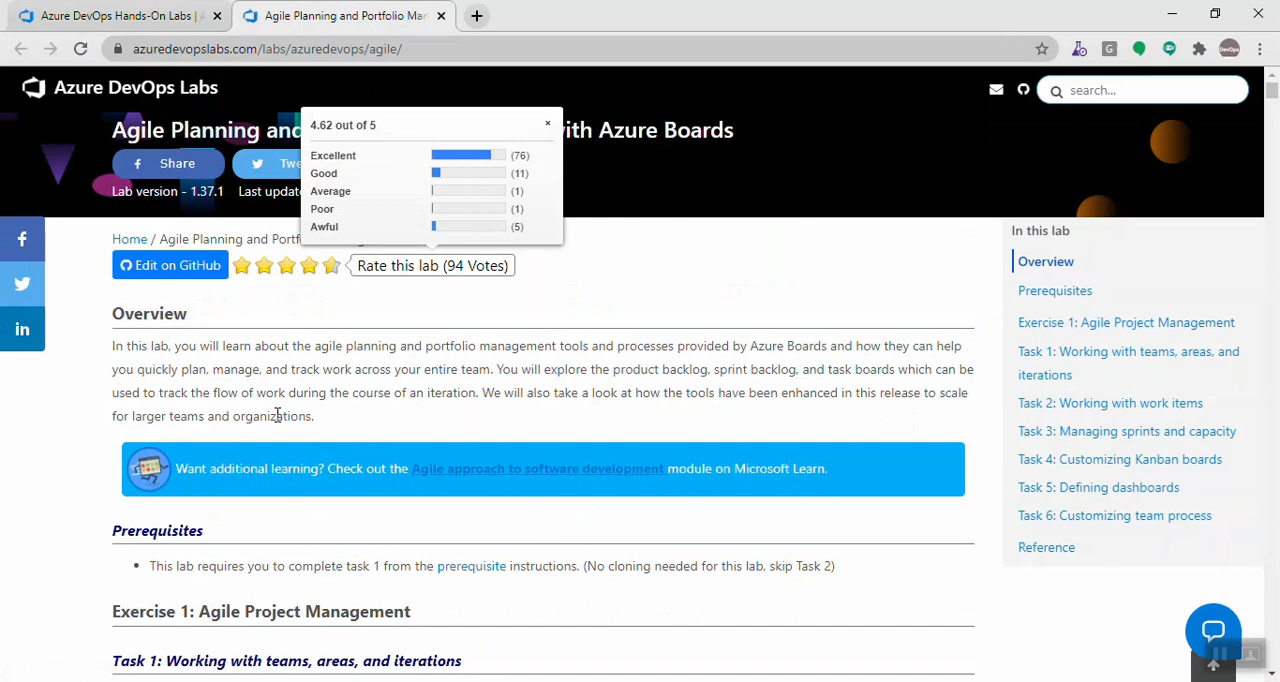 Azure DevOps Hands-On Labs |
Agile Planning and Portfolio Ma
azuredevopslabs.com/labs/azuredevops/agile/
Azure DevOps Labs
search...
Agile Planning and
with Azure Boards
4.62 out of 5
Excellent (76)
Good (11)
Average (1)
Poor (1)
Awful (5)
Share
Twe
Lab version - 1.37.1 Last update
Home / Agile Planning and Portf
Edit on GitHub
Rate this lab (94 Votes)
Overview
In this lab, you will learn about the agile planning and portfolio management tools and processes provided by Azure Boards and how they can help
you quickly plan, manage, and track work across your entire team. You will explore the product backlog, sprint backlog, and task boards which can be
used to track the flow of work during the course of an iteration. We will also take a look at how the tools have been enhanced in this release to scale
for larger teams and organizations.
Want additional learning? Check out the Agile approach to software development module on Microsoft Learn.
Prerequisites
This lab requires you to complete task 1 from the prerequisite instructions. (No cloning needed for this lab, skip Task 2)
Exercise 1: Agile Project Management
Task 1: Working with teams, areas, and iterations
In this lab
Overview
Prerequisites
Exercise 1: Agile Project Management
Task 1: Working with teams, areas, and
iterations
Task 2: Working with work items
Task 3: Managing sprints and capacity
Task 4: Customizing Kanban boards
Task 5: Defining dashboards
Task 6: Customizing team process
Reference